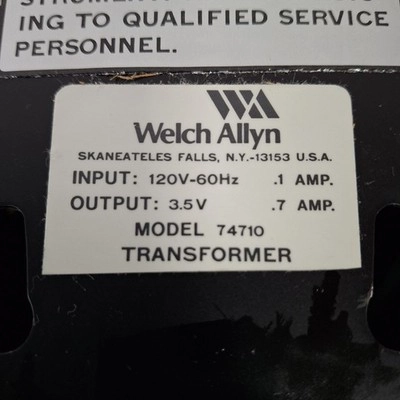 ING TO QUALIFIED SERVICE
PERSONNEL.
WA
Welch Allyn
SKANEATELES FALLS, N.Y.-13153 U.S.A.
INPUT: 120V-60Hz .1 AMP.
OUTPUT: 3.5V .7 AMP.
MODEL 74710
TRANSFORMER